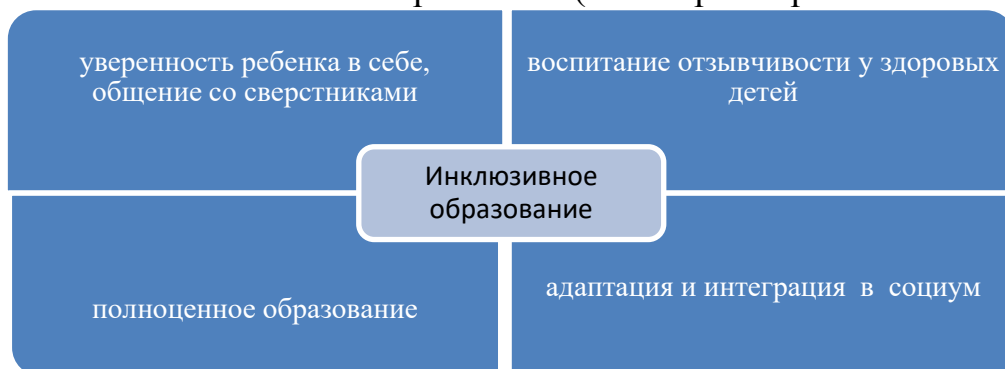 уверенность ребенка в себе,
общение со сверстниками
воспитание отзывчивости у здоровых
детей
Инклюзивное
образование
полноценное образование
адаптация и интеграция в социум